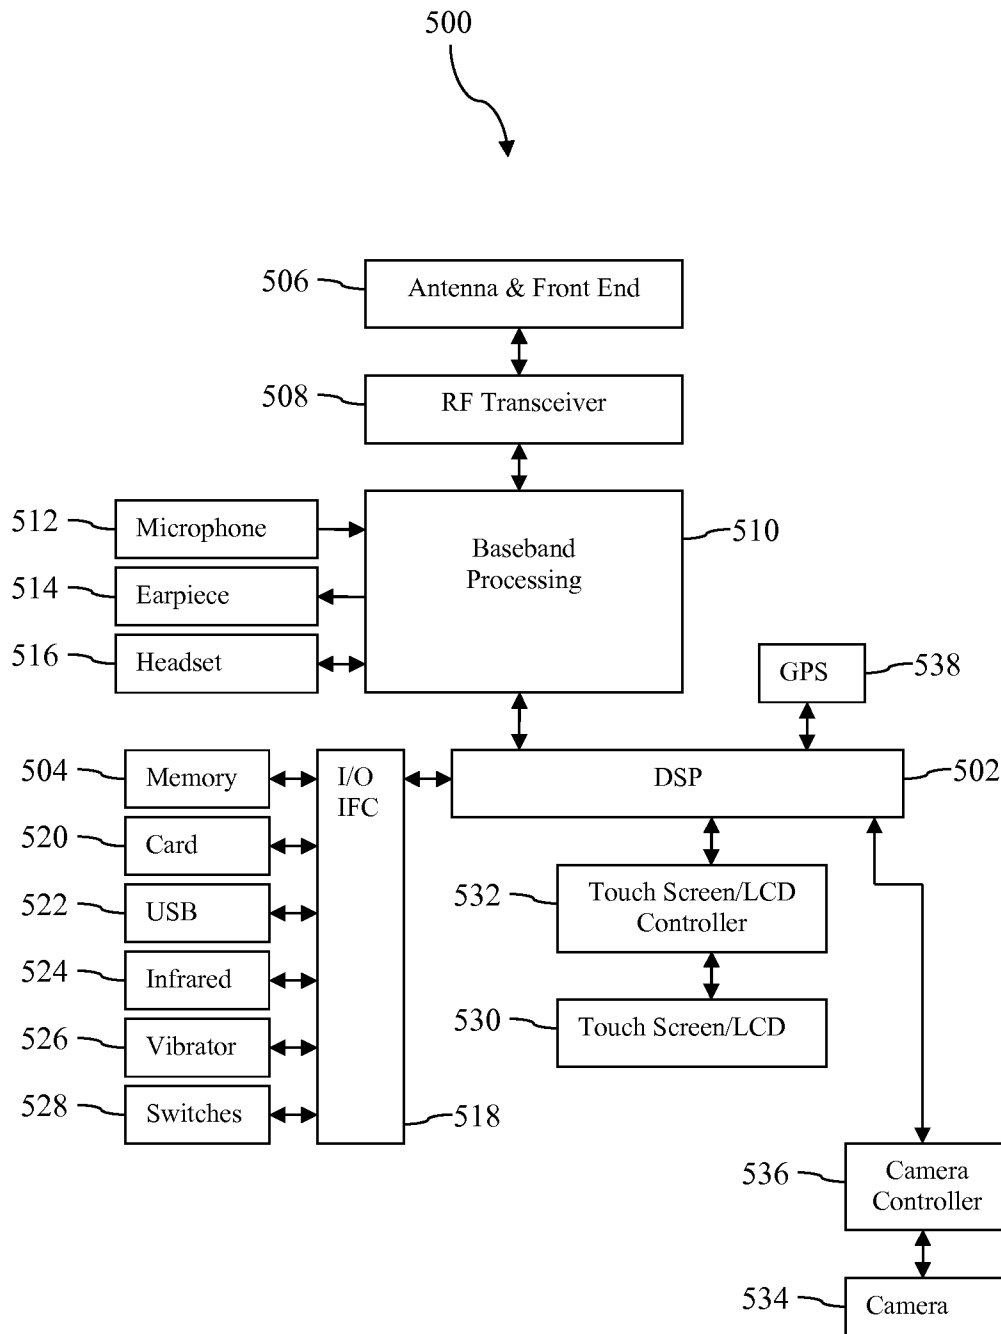 500
506
Antenna & Front End
508
RF Transceiver
512
Microphone
Baseband
Processing
510
514
Earpiece
516
Headset
GPS
538
504
Memory
I/O
IFC
DSP
502
520
Card
522
USB
532
Touch Screen/LCD
Controller
524
Infrared
530
Touch Screen/LCD
526
Vibrator
528
Switches
518
536
Camera
Controller
534
Camera